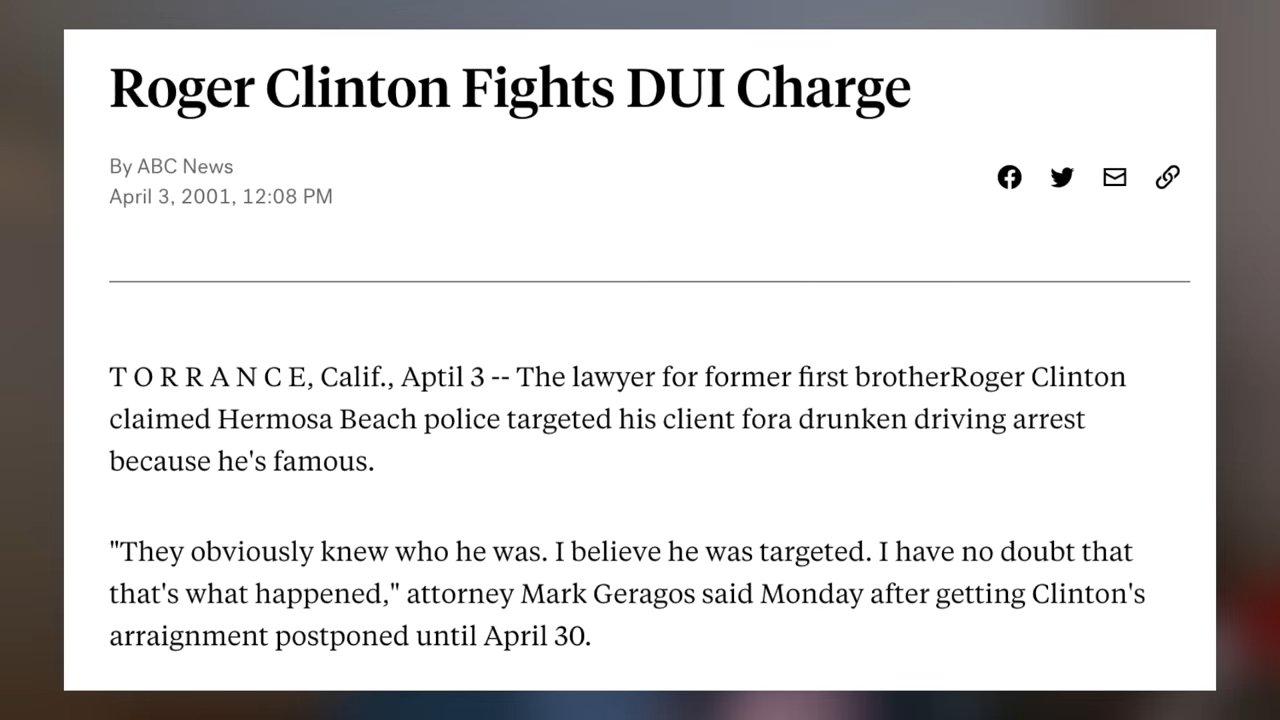 Roger Clinton Fights DUI Charge
By ABC News
April 3, 2001, 12:08 PM
T O R R A N C E, Calif., Aptil 3 -- The lawyer for former first brotherRoger Clinton
claimed Hermosa Beach police targeted his client fora drunken driving arrest
because he's famous.
"They obviously knew who he was. I believe he was targeted. I have no doubt that
that's what happened," attorney Mark Geragos said Monday after getting Clinton's
arraignment postponed until April 30.